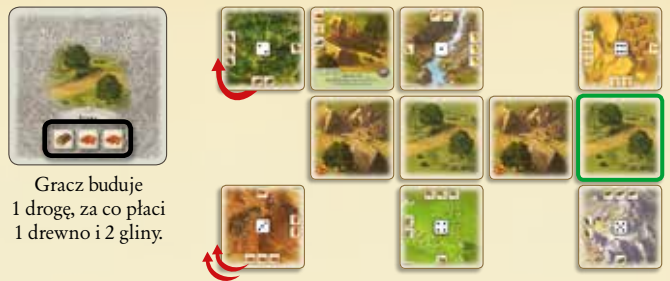 Gracz buduje
1 drogę, za co płaci
1 drewno i 2 gliny.